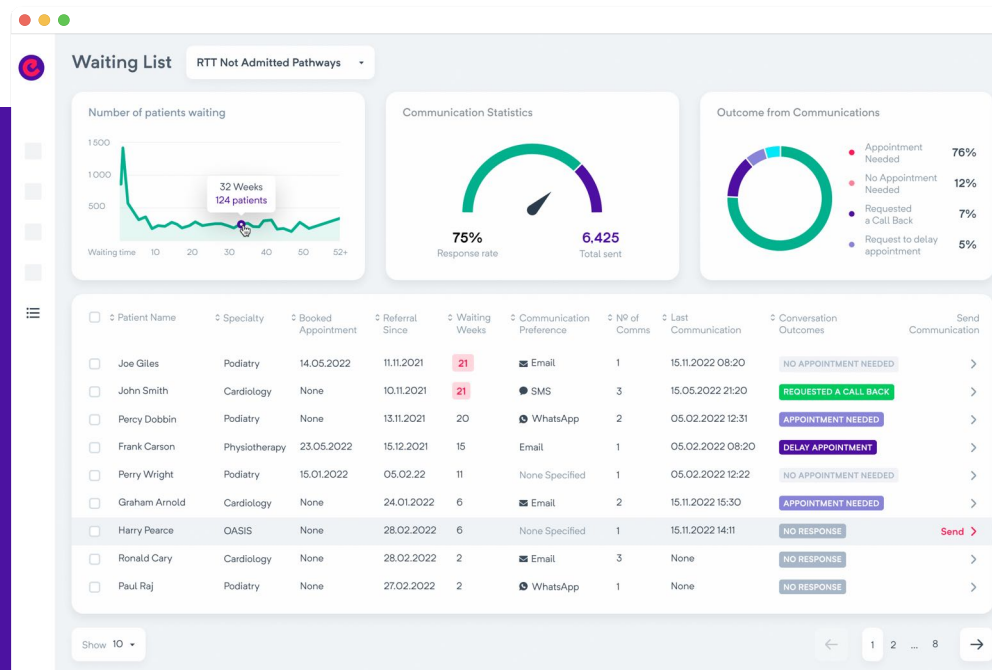 Waiting List
RTT Not Admitted Pathways
Number of patients waiting
1 500
1 000
500
32 Weeks
124 patients
Waiting time 10 20 30 40 50 52+
Communication Statistics
75%
Response rate
6,425
Total sent
Outcome from Communications
Appointment
Needed
76%
No Appointment
Needed
12%
Requested
a Call Back
7%
Request to delay
appointment
5%
Patient Name
Specialty
Booked
Appointment
Referral
Since
Waiting
Weeks
Communication
Preference
Nº of
Comms
Last
Communication
Conversation
Outcomes
Send
Communication
Joe Giles Podiatry 14.05.2022 11.11.2021 21 Email 1 15.11.2022 08:20 NO APPOINTMENT NEEDED
John Smith Cardiology None 10.11.2021 21 SMS 3 15.05.2022 21:20 REQUESTED A CALL BACK
Percy Dobbin Podiatry None 13.11.2021 20 WhatsApp 2 05.02.2022 12:31 APPOINTMENT NEEDED
Frank Carson Physiotherapy 23.05.2022 15.12.2021 15 Email 1 05.02.2022 08:20 DELAY APPOINTMENT
Perry Wright Podiatry 15.01.2022 05.02.22 11 None Specified 1 05.02.2022 12:22 NO APPOINTMENT NEEDED
Graham Arnold Cardiology None 24.01.2022 6 Email 2 15.11.2022 15:30 APPOINTMENT NEEDED
Harry Pearce OASIS None 28.02.2022 6 None Specified 1 15.11.2022 14:11 NO RESPONSE Send
Ronald Cary Cardiology None 28.02.2022 2 Email 3 None NO RESPONSE
Paul Raj Podiatry None 27.02.2022 2 WhatsApp 1 None NO RESPONSE
Show 10
1 2 ... 8